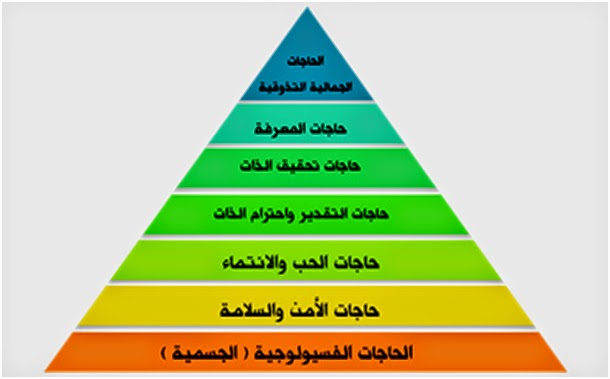 الحاجات
الجمالية التذوقية
حاجات المعرفة
حاجات تحقيق الذات
حاجات التقدير واحترام الذات
حاجات الحب والانتماء
حاجات الأمن والسلامة
الحاجات الفسيولوجية ( الجسمية )